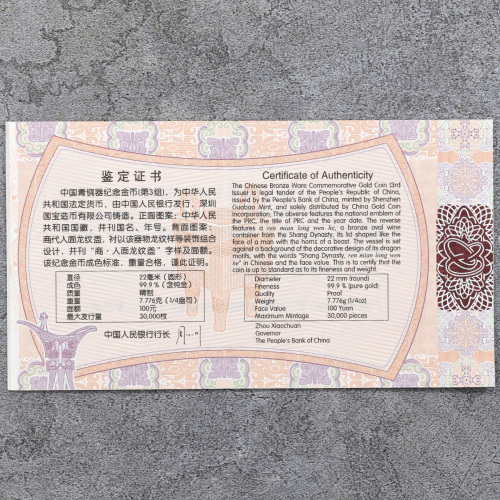 鉴定证书
中国青铜器纪念金币(第3组)，为中华人民
共和国法定货币，由中国人民银行发行，深圳
国宝造币有限公司铸造。正面图案：中华人民
共和国国徽，并刊国名、年号。背面图案：
商代人面龙纹盉，衬以该器物龙纹样等装饰组合
设计，并刊“商·人面龙纹盉”字样及面额。
该纪念金币成色标准，重量合格，谨此证明。
直径 22毫米(圆形)
成色 99.9%(含纯金)
质量 精制
重量 7.776克(1/4盎司)
面额 100元
最大发行量 30,000枚
中国人民银行行长
Certificate of Authenticity
The Chinese Bronze Ware Commemorative Gold Coin (3rd
Issue) is legal tender of the People's Republic of China,
issued by the People's Bank of China, minted by Shenzhen
Guobao Mint, and solely distributed by China Gold Coin
Incorporation. The obverse features the national emblem of
the PRC, the title of PRC and the year date. The reverse
features a ren mian long wen he, a bronze oval wine
container from the Shang Dynasty, its lid shaped like the
face of a man with the horns of a beast. The vessel is set
against a background of the decorative design of its dragon
motifs, with the words "Shang Dynasty, ren mian long wen
he" in Chinese and the face value. This is to certify that the
coin is up to standard as to its fineness and weight.
Diameter 22 mm (round)
Fineness 99.9 % (pure gold)
Quality Proof
Weight 7.776g (1/4oz)
Face Value 100 Yuan
Maximum Mintage 30,000 pieces
Zhou Xiaochuan
Governor
The People's Bank of China